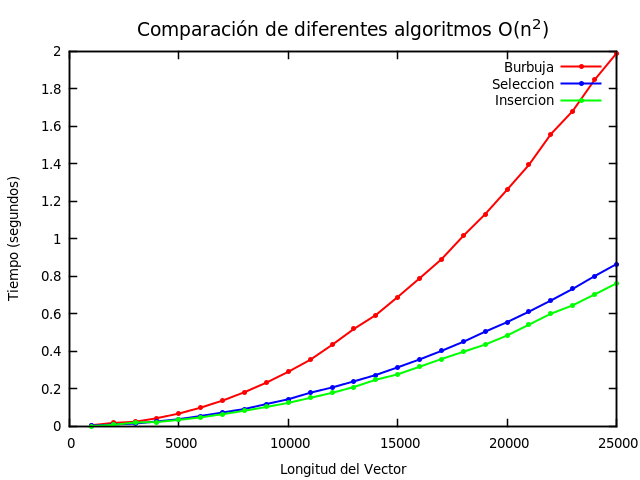 Comparación de diferentes algoritmos O(n²)
Burbuja
Seleccion
Insercion
Tiempo (segundos)
2
1.8
1.6
1.4
1.2
1
0.8
0.6
0.4
0.2
0
0 5000 10000 15000 20000 25000
Longitud del Vector